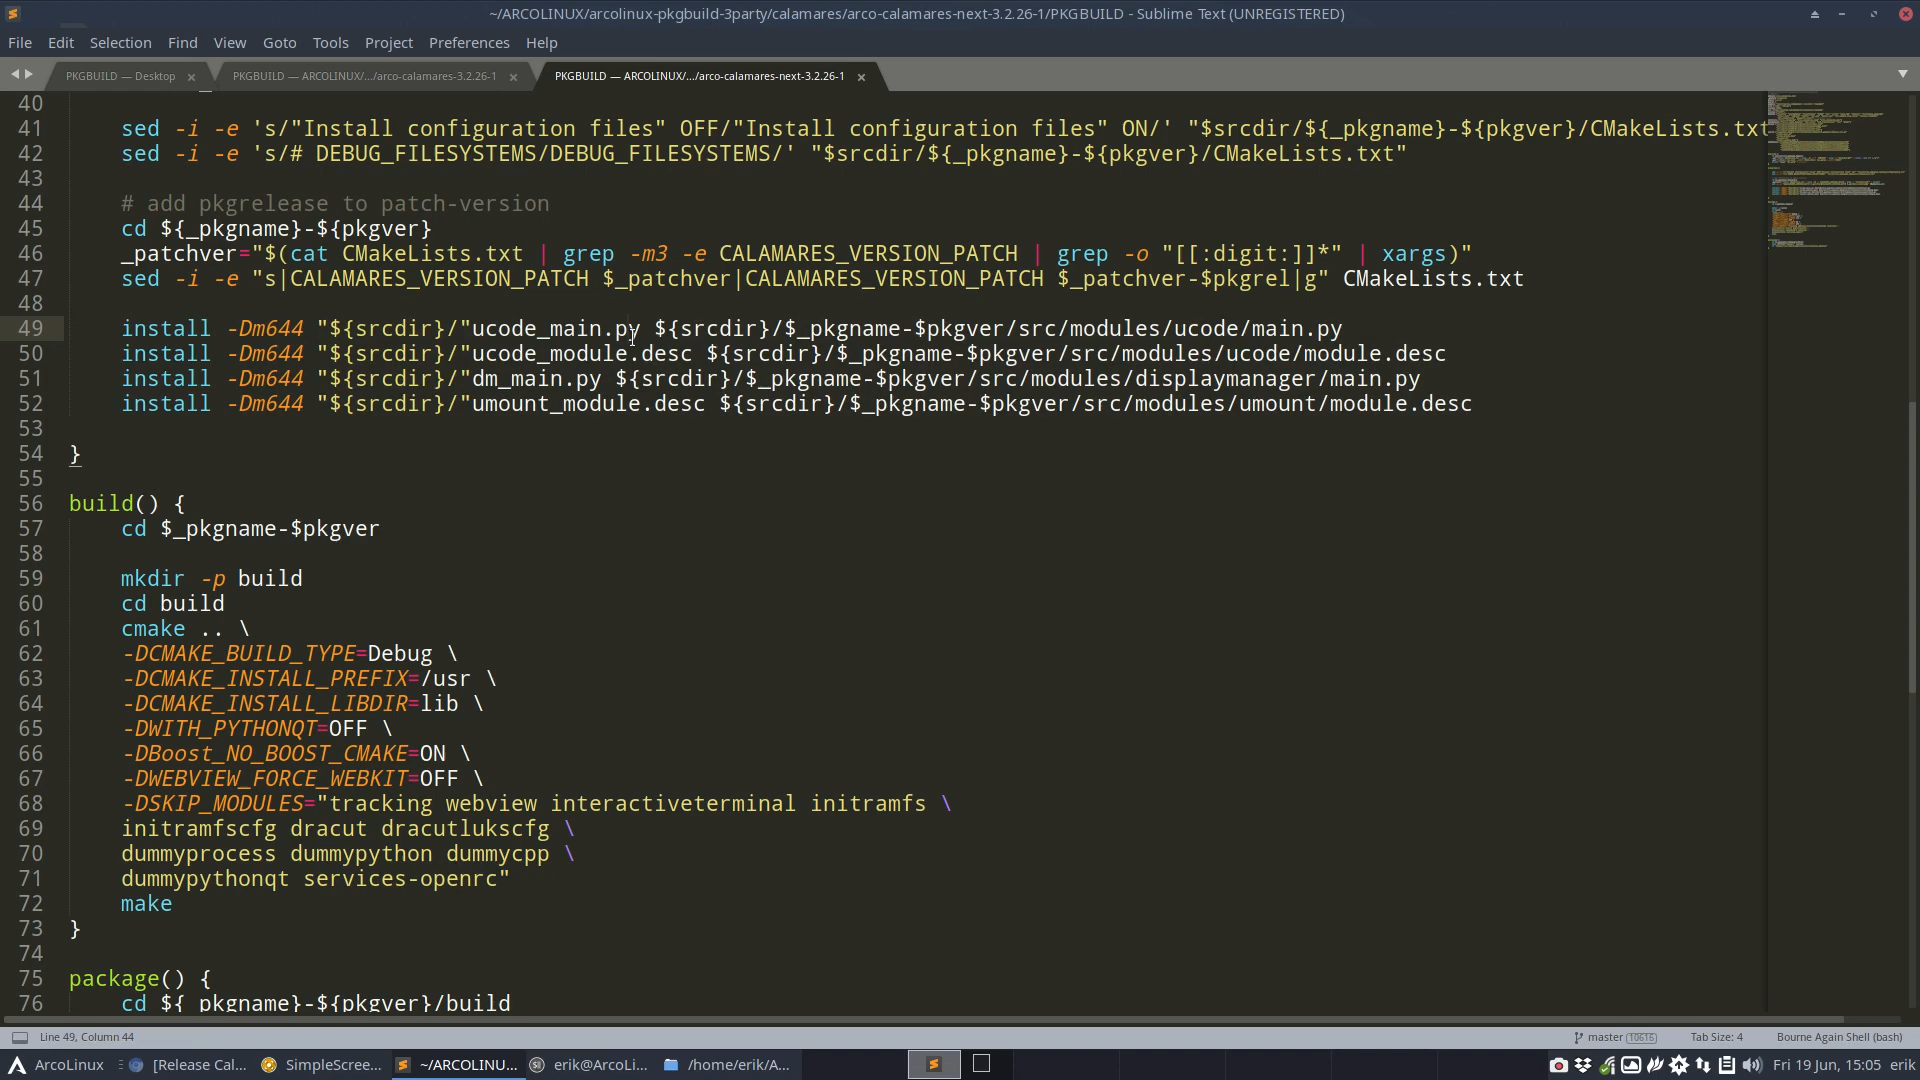 ~/ARCOLINUX/arcolinux-pkgbuild-3party/calamares/arco-calamares-next-3.2.26-1/PKGBUILD - Sublime Text (UNREGISTERED)
File Edit Selection Find View Goto Tools Project Preferences Help
PKGBUILD — Desktop × PKGBUILD — ARCOLINUX/.../arco-calamares-3.2.26-1 × PKGBUILD — ARCOLINUX/.../arco-calamares-next-3.2.26-1 ×
40
41 sed -i -e 's/"Install configuration files" OFF/"Install configuration files" ON/' "$srcdir/${_pkgname}-${pkgver}/CMakeLists.txt
42 sed -i -e 's/# DEBUG_FILESYSTEMS/DEBUG_FILESYSTEMS/' "$srcdir/${_pkgname}-${pkgver}/CMakeLists.txt"
43
44 # add pkgrelease to patch-version
45 cd ${_pkgname}-${pkgver}
46 _patchver="$(cat CMakeLists.txt | grep -m3 -e CALAMARES_VERSION_PATCH | grep -o "[[:digit:]]*" | xargs)"
47 sed -i -e "s|CALAMARES_VERSION_PATCH $_patchver|CALAMARES_VERSION_PATCH $_patchver-$pkgrel|g" CMakeLists.txt
48
49 install -Dm644 "${srcdir}/"ucode_main.py ${srcdir}/$_pkgname-$pkgver/src/modules/ucode/main.py
50 install -Dm644 "${srcdir}/"ucode_module.desc ${srcdir}/$_pkgname-$pkgver/src/modules/ucode/module.desc
51 install -Dm644 "${srcdir}/"dm_main.py ${srcdir}/$_pkgname-$pkgver/src/modules/displaymanager/main.py
52 install -Dm644 "${srcdir}/"umount_module.desc ${srcdir}/$_pkgname-$pkgver/src/modules/umount/module.desc
53
54 }
55
56 build() {
57 cd $_pkgname-$pkgver
58
59 mkdir -p build
60 cd build
61 cmake .. \
62 -DCMAKE_BUILD_TYPE=Debug \
63 -DCMAKE_INSTALL_PREFIX=/usr \
64 -DCMAKE_INSTALL_LIBDIR=lib \
65 -DWITH_PYTHONQT=OFF \
66 -DBoost_NO_BOOST_CMAKE=ON \
67 -DWEBVIEW_FORCE_WEBKIT=OFF \
68 -DSKIP_MODULES="tracking webview interactiveterminal initramfs \
69 initramfscfg dracut dracutlukscfg \
70 dummyprocess dummypython dummycpp \
71 dummypythonqt services-openrc"
72 make
73 }
74
75 package() {
76 cd ${_pkgname}-${pkgver}/build
Line 49, Column 44 master 10616 Tab Size: 4 Bourne Again Shell (bash)
ArcoLinux [Release Cal... SimpleScree... ~/ARCOLINU... erik@ArcoLi... /home/erik/A... Fri 19 Jun, 15:05 erik